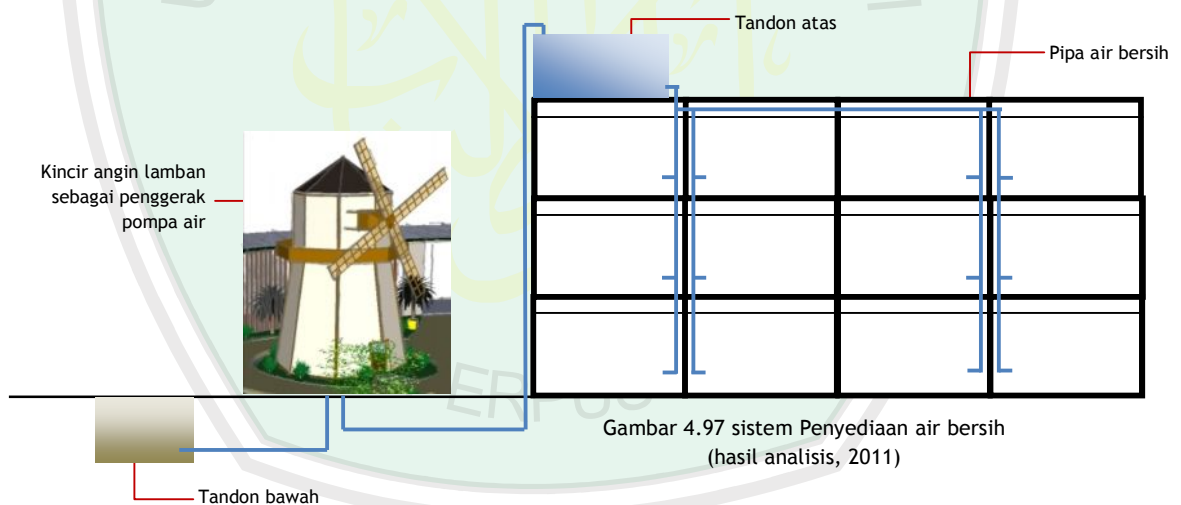 Tandon atas
Pipa air bersih
Kincir angin lamban
sebagai penggerak
pompa air
Gambar 4.97 sistem Penyediaan air bersih
(hasil analisis, 2011)
Tandon bawah